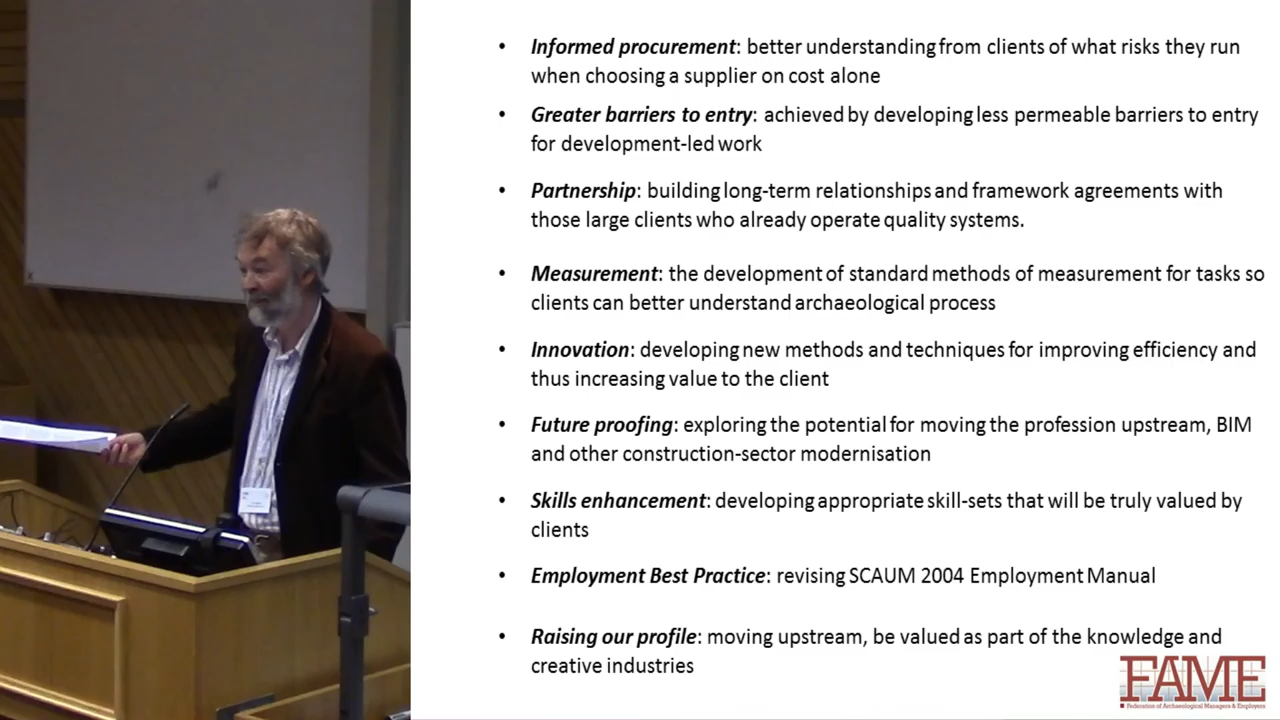 • Informed procurement: better understanding from clients of what risks they run
when choosing a supplier on cost alone
• Greater barriers to entry: achieved by developing less permeable barriers to entry
for development-led work
• Partnership: building long-term relationships and framework agreements with
those large clients who already operate quality systems.
• Measurement: the development of standard methods of measurement for tasks so
clients can better understand archaeological process
• Innovation: developing new methods and techniques for improving efficiency and
thus increasing value to the client
• Future proofing: exploring the potential for moving the profession upstream, BIM
and other construction-sector modernisation
• Skills enhancement: developing appropriate skill-sets that will be truly valued by
clients
• Employment Best Practice: revising SCAUM 2004 Employment Manual
• Raising our profile: moving upstream, be valued as part of the knowledge and
creative industries
FAME
Federation of Archaeological Managers & Employers